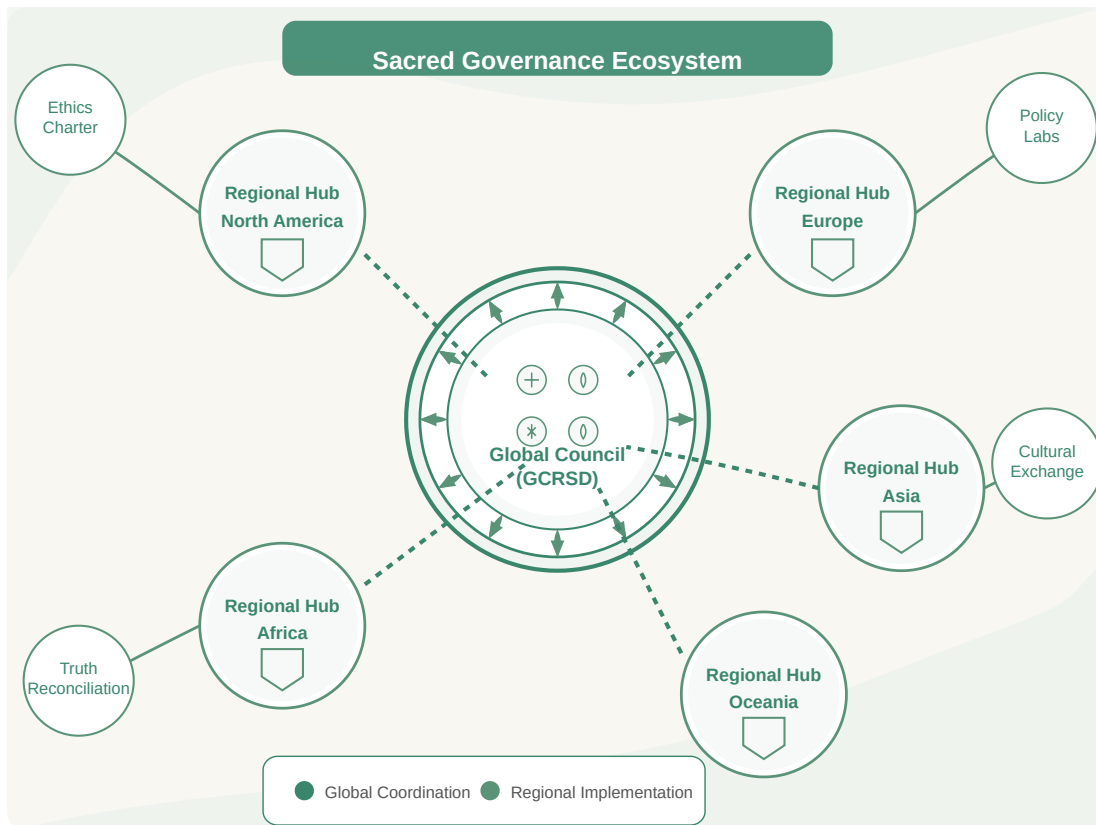 Sacred Governance Ecosystem
Ethics
Charter
Policy
Labs
Regional Hub
North America
Regional Hub
Europe
Global Council
(GCRSD)
Regional Hub
Asia
Cultural
Exchange
Regional Hub
Africa
Truth
Reconciliation
Regional Hub
Oceania
Global Coordination
Regional Implementation